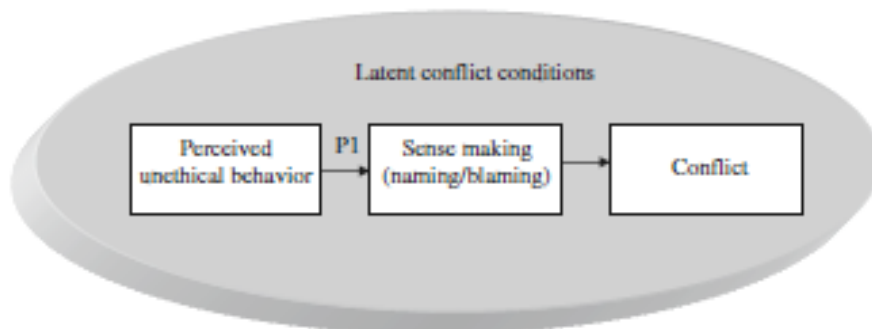 Latent conflict conditions
Perceived
unethical behavior
P1
Sense making
(naming/blaming)
Conflict